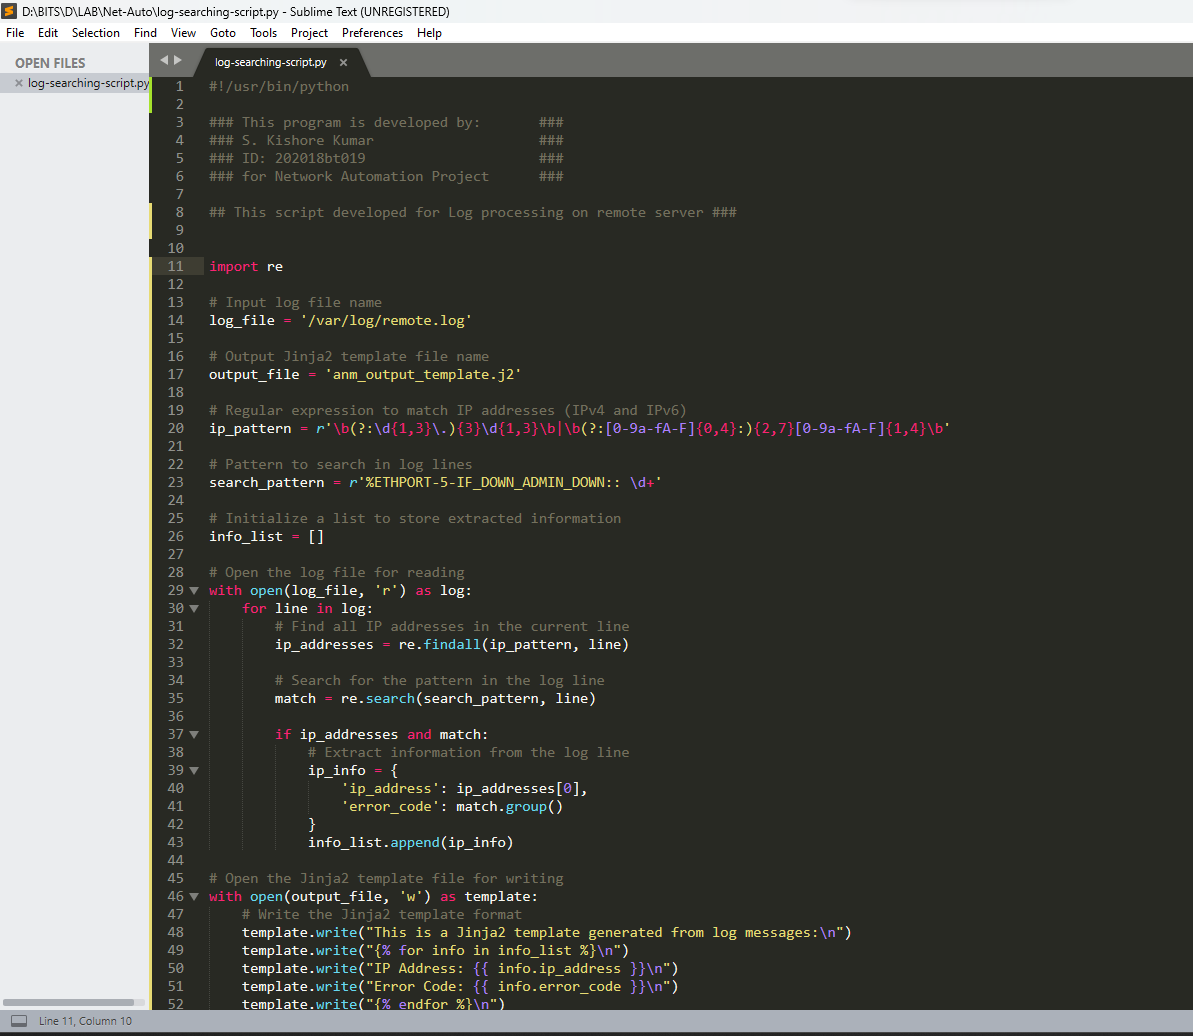 D:\BITS\D\LAB\Net-Auto\log-searching-script.py - Sublime Text (UNREGISTERED)
File Edit Selection Find View Goto Tools Project Preferences Help
OPEN FILES
log-searching-script.py
log-searching-script.py
1 #!/usr/bin/python
2
3 ### This program is developed by:       ###
4 ### S. Kishore Kumar                    ###
5 ### ID: 202018bt019                     ###
6 ### for Network Automation Project      ###
7
8 ## This script developed for Log processing on remote server ###
9
10
11 import re
12
13 # Input log file name
14 log_file = '/var/log/remote.log'
15
16 # Output Jinja2 template file name
17 output_file = 'anm_output_template.j2'
18
19 # Regular expression to match IP addresses (IPv4 and IPv6)
20 ip_pattern = r'\b(?:\d{1,3}\.){3}\d{1,3}\b|\b(?:[0-9a-fA-F]{0,4}:){2,7}[0-9a-fA-F]{1,4}\b'
21
22 # Pattern to search in log lines
23 search_pattern = r'%ETHPORT-5-IF_DOWN_ADMIN_DOWN:: \d+'
24
25 # Initialize a list to store extracted information
26 info_list = []
27
28 # Open the log file for reading
29 with open(log_file, 'r') as log:
30     for line in log:
31         # Find all IP addresses in the current line
32         ip_addresses = re.findall(ip_pattern, line)
33
34         # Search for the pattern in the log line
35         match = re.search(search_pattern, line)
36
37         if ip_addresses and match:
38             # Extract information from the log line
39             ip_info = {
40                 'ip_address': ip_addresses[0],
41                 'error_code': match.group()
42             }
43             info_list.append(ip_info)
44
45 # Open the Jinja2 template file for writing
46 with open(output_file, 'w') as template:
47     # Write the Jinja2 template format
48     template.write("This is a Jinja2 template generated from log messages:\n")
49     template.write("{% for info in info_list %}\n")
50     template.write("IP Address: {{ info.ip_address }}\n")
51     template.write("Error Code: {{ info.error_code }}\n")
52     template.write("{% endfor %}\n")
Line 11, Column 10